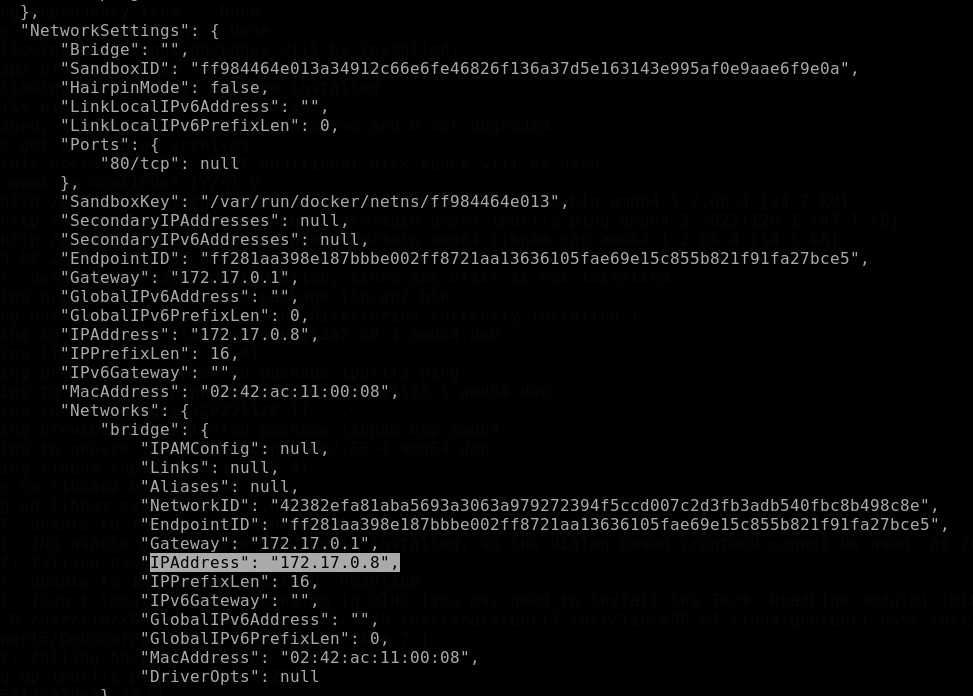 },
"NetworkSettings": {
"Bridge": "",
"SandboxID": "ff984464e013a34912c66e6fe46826f136a37d5e163143e995af0e9aae6f9e0a",
"HairpinMode": false,
"LinkLocalIPv6Address": "",
"LinkLocalIPv6PrefixLen": 0,
"Ports": {
"80/tcp": null
},
"SandboxKey": "/var/run/docker/netns/ff984464e013",
"SecondaryIPAddresses": null,
"SecondaryIPv6Addresses": null,
"EndpointID": "ff281aa398e187bbbe002ff8721aa13636105fae69e15c855b821f91fa27bce5",
"Gateway": "172.17.0.1",
"GlobalIPv6Address": "",
"GlobalIPv6PrefixLen": 0,
"IPAddress": "172.17.0.8",
"IPPrefixLen": 16,
"IPv6Gateway": "",
"MacAddress": "02:42:ac:11:00:08",
"Networks": {
"bridge": {
"IPAMConfig": null,
"Links": null,
"Aliases": null,
"NetworkID": "42382efa81aba5693a3063a979272394f5ccd007c2d3fb3adb540fbc8b498c8e",
"EndpointID": "ff281aa398e187bbbe002ff8721aa13636105fae69e15c855b821f91fa27bce5",
"Gateway": "172.17.0.1",
"IPAddress": "172.17.0.8",
"IPPrefixLen": 16,
"IPv6Gateway": "",
"GlobalIPv6Address": "",
"GlobalIPv6PrefixLen": 0,
"MacAddress": "02:42:ac:11:00:08",
"DriverOpts": null
}